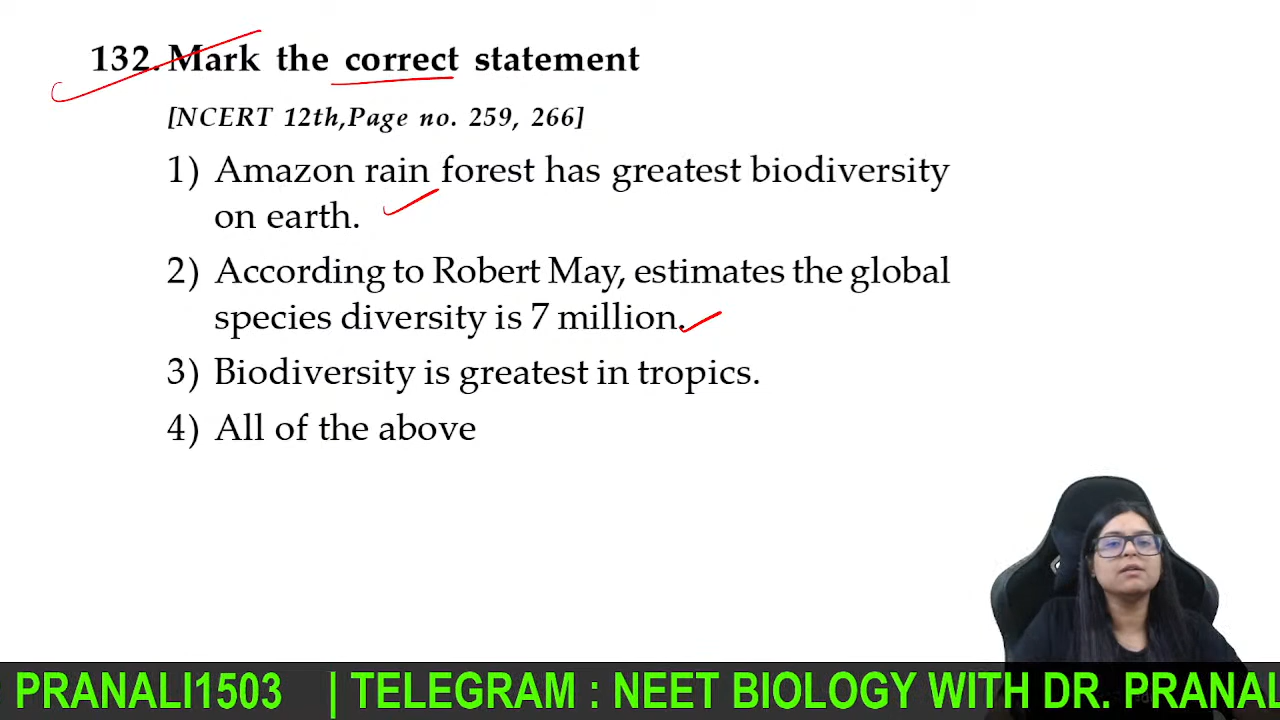 132. Mark the correct statement
[NCERT 12th,Page no. 259, 266]
1) Amazon rain forest has greatest biodiversity
on earth.
2) According to Robert May, estimates the global
species diversity is 7 million.
3) Biodiversity is greatest in tropics.
4) All of the above
PRANALI1503 | TELEGRAM : NEET BIOLOGY WITH DR. PRANAL